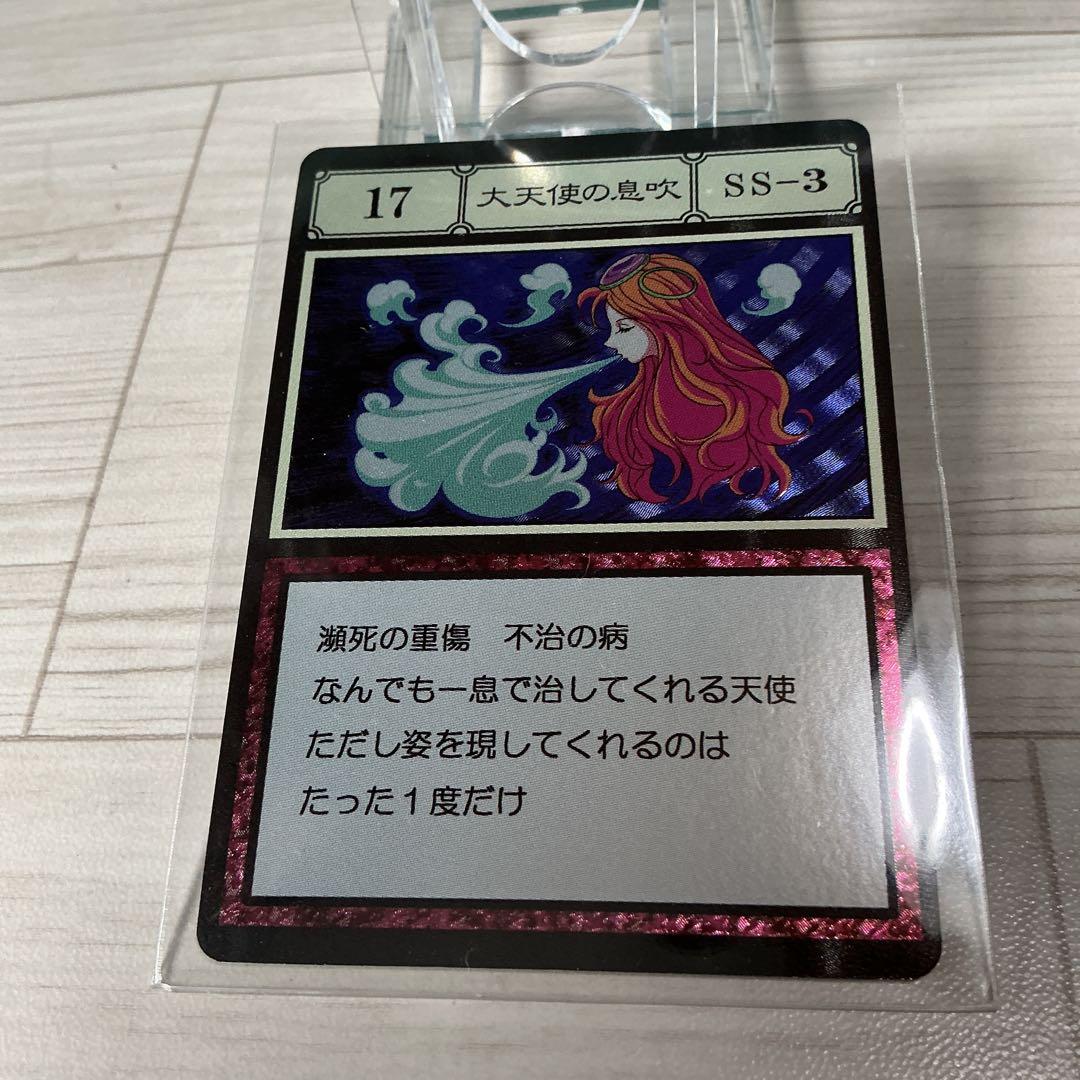 17 大天使の息吹 SS-3
瀕死の重傷　不治の病
なんでも一息で治してくれる天使
ただし姿を現してくれるのは
たった1度だけ